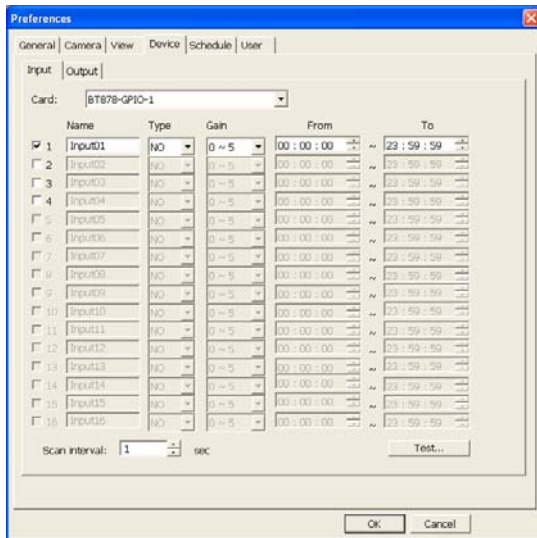 Preferences
General Camera View Device Schedule User
Input Output
Card: BT878-GPIO-1
Name Type Gain From To
1 Input01 NO 0 ~ 5 00 : 00 : 00 ~ 23 : 59 : 59
2 Input02 NO 0 ~ 5 00 : 00 : 00 ~ 23 : 59 : 59
3 Input03 NO 0 ~ 5 00 : 00 : 00 ~ 23 : 59 : 59
4 Input04 NO 0 ~ 5 00 : 00 : 00 ~ 23 : 59 : 59
5 Input05 NO 0 ~ 5 00 : 00 : 00 ~ 23 : 59 : 59
6 Input06 NO 0 ~ 5 00 : 00 : 00 ~ 23 : 59 : 59
7 Input07 NO 0 ~ 5 00 : 00 : 00 ~ 23 : 59 : 59
8 Input08 NO 0 ~ 5 00 : 00 : 00 ~ 23 : 59 : 59
9 Input09 NO 0 ~ 5 00 : 00 : 00 ~ 23 : 59 : 59
10 Input10 NO 0 ~ 5 00 : 00 : 00 ~ 23 : 59 : 59
11 Input11 NO 0 ~ 5 00 : 00 : 00 ~ 23 : 59 : 59
12 Input12 NO 0 ~ 5 00 : 00 : 00 ~ 23 : 59 : 59
13 Input13 NO 0 ~ 5 00 : 00 : 00 ~ 23 : 59 : 59
14 Input14 NO 0 ~ 5 00 : 00 : 00 ~ 23 : 59 : 59
15 Input15 NO 0 ~ 5 00 : 00 : 00 ~ 23 : 59 : 59
16 Input16 NO 0 ~ 5 00 : 00 : 00 ~ 23 : 59 : 59
Scan interval: 1 sec Test...
OK Cancel